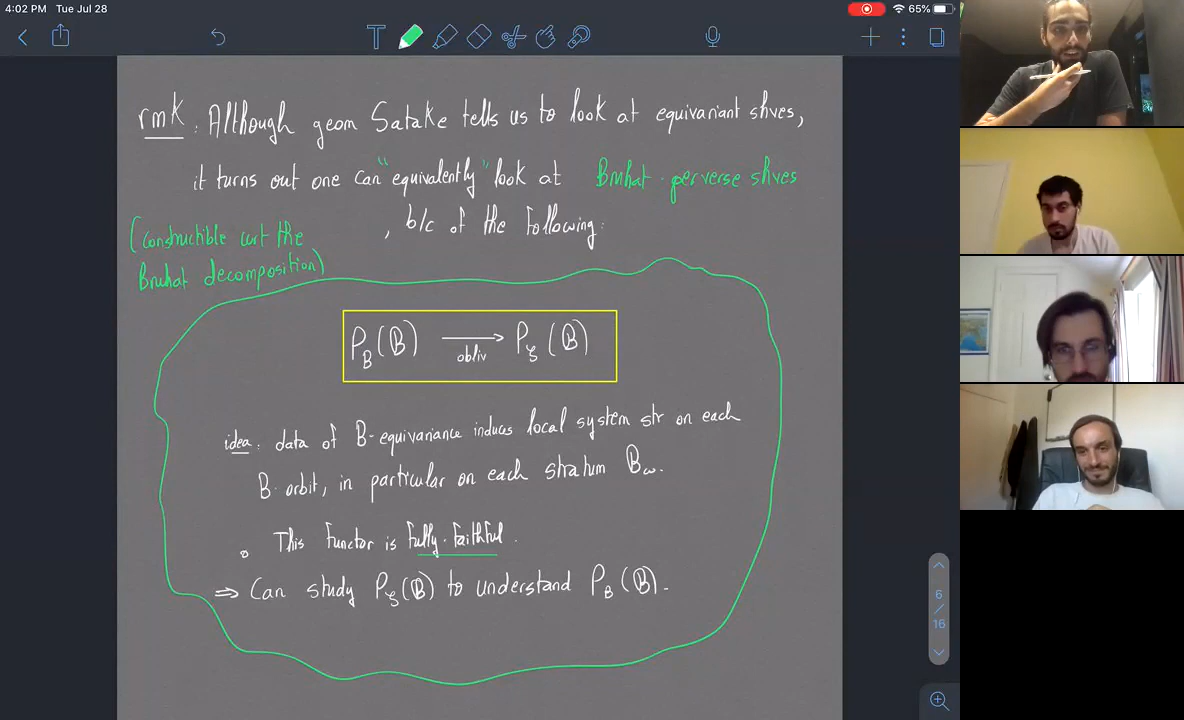 4:02 PM Tue Jul 28
65%
rmk: Although geom Satake tells us to look at equivariant shves,
it turns out one can "equivalently" look at Bruhat-perverse shves
(constructible wrt the
Bruhat decomposition)
, b/c of the following:
P_B(𝔹) →obliv P_S(𝔹)
idea: data of B-equivariance induces local system str on each
B-orbit, in particular on each stratum 𝔹_w.
This functor is fully-faithful.
⇒ Can study P_S(𝔹) to understand P_B(𝔹).
6
/
16